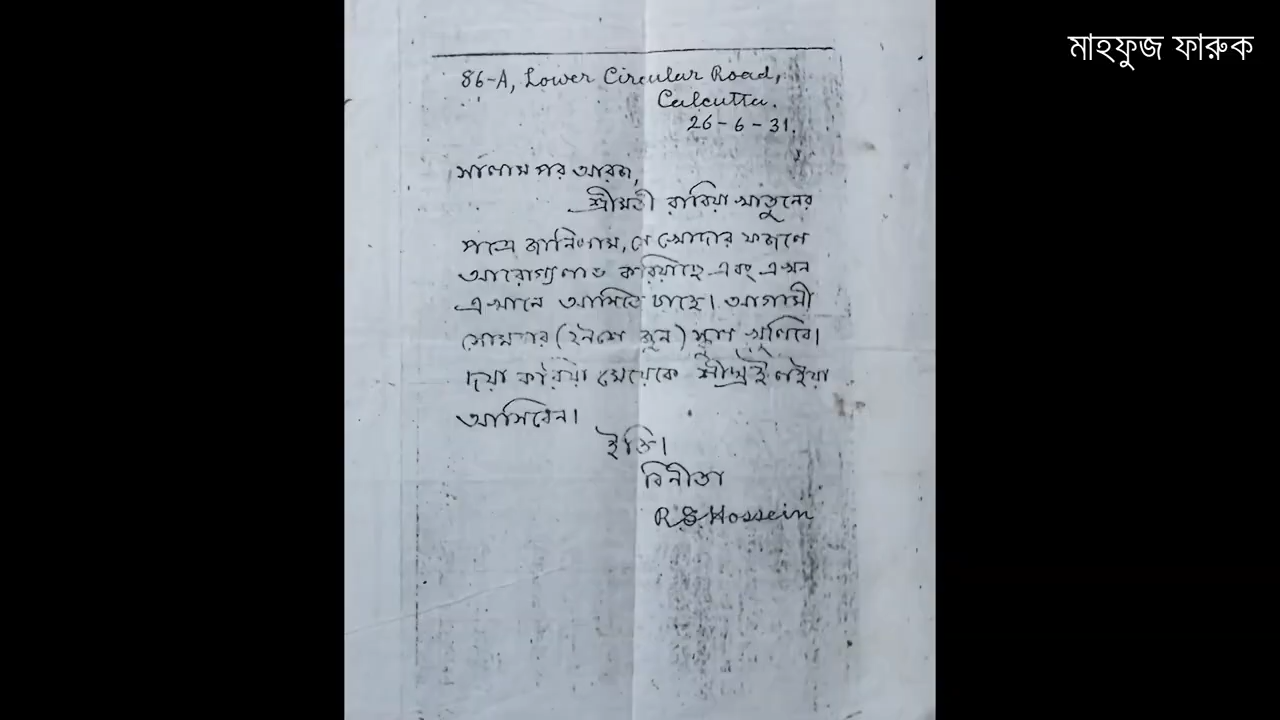 মাহফুজ ফারুক
86-A, Lower Circular Road,
Calcutta.
26-6-31.
সালাম পর আরজ,
শ্রীমতী রাবিয়া খাতুনের
পত্রে জানিলাম, সে খোদার ফজলে
আরোগ্যলাভ করিয়াছে এবং এখন
এখানে আসিতে চাহে। আগামী
সোমবার (২৯শে জুন) স্কুল খুলিবে।
দয়া করিয়া মেয়েকে শীঘ্রই লইয়া
আসিবেন।
ইতি।
বিনীতা
R S Hossein